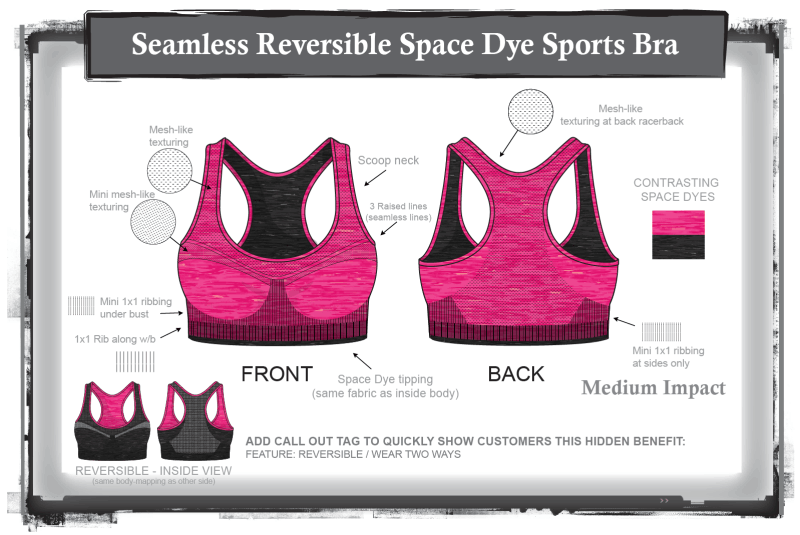 Seamless Reversible Space Dye Sports Bra
Mesh-like
texturing
Mini mesh-like
texturing
Scoop neck
3 Raised lines
(seamless lines)
Mesh-like
texturing at back racerback
CONTRASTING
SPACE DYES
Mini 1x1 ribbing
under bust
1x1 Rib along w/b
FRONT
Space Dye tipping
(same fabric as inside body)
BACK
Mini 1x1 ribbing
at sides only
Medium Impact
REVERSIBLE - INSIDE VIEW
(same body-mapping as other side)
ADD CALL OUT TAG TO QUICKLY SHOW CUSTOMERS THIS HIDDEN BENEFIT:
FEATURE: REVERSIBLE / WEAR TWO WAYS
>>